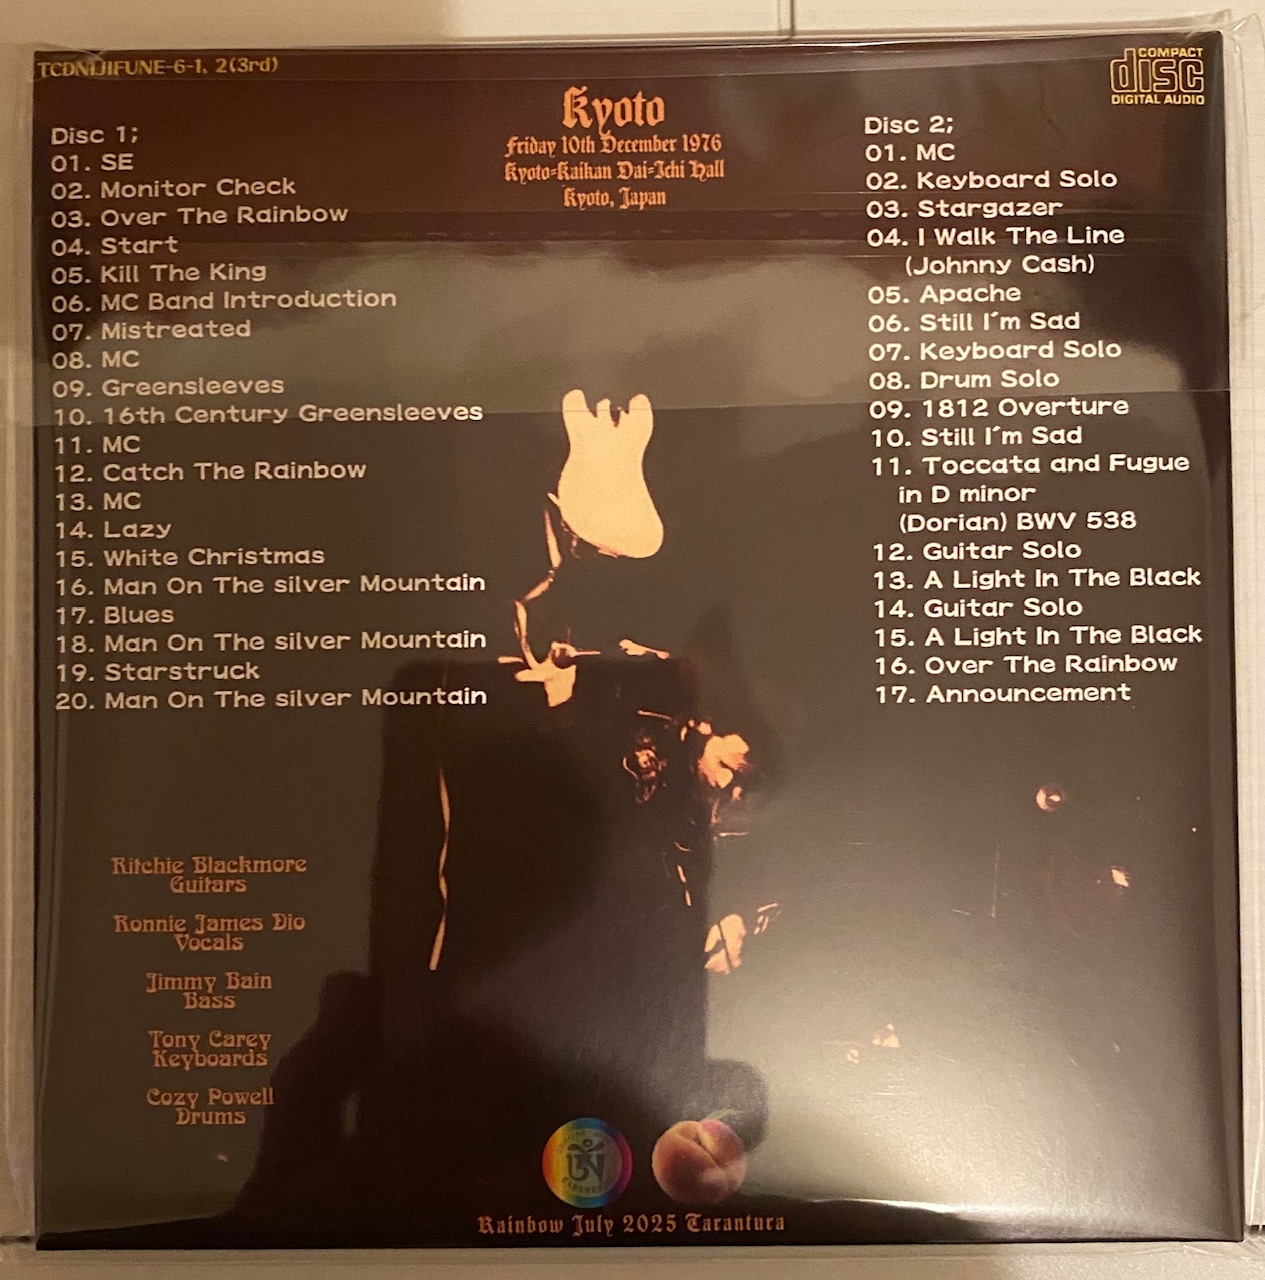 TCDNIJIFUNE-6-1, 2(3rd)
COMPACT
disc
DIGITAL AUDIO
Kyoto
Friday 10th December 1976
Kyoto-Kaikan Dai-Ichi Hall
Kyoto, Japan
Disc 1;
01. SE
02. Monitor Check
03. Over The Rainbow
04. Start
05. Kill The King
06. MC Band Introduction
07. Mistreated
08. MC
09. Greensleeves
10. 16th Century Greensleeves
11. MC
12. Catch The Rainbow
13. MC
14. Lazy
15. White Christmas
16. Man On The silver Mountain
17. Blues
18. Man On The silver Mountain
19. Starstruck
20. Man On The silver Mountain
Disc 2;
01. MC
02. Keyboard Solo
03. Stargazer
04. I Walk The Line
(Johnny Cash)
05. Apache
06. Still I´m Sad
07. Keyboard Solo
08. Drum Solo
09. 1812 Overture
10. Still I´m Sad
11. Toccata and Fugue
in D minor
(Dorian) BWV 538
12. Guitar Solo
13. A Light In The Black
14. Guitar Solo
15. A Light In The Black
16. Over The Rainbow
17. Announcement
Ritchie Blackmore
Guitars
Ronnie James Dio
Vocals
Jimmy Bain
Bass
Tony Carey
Keyboards
Cozy Powell
Drums
Rainbow July 2025 Tarantura